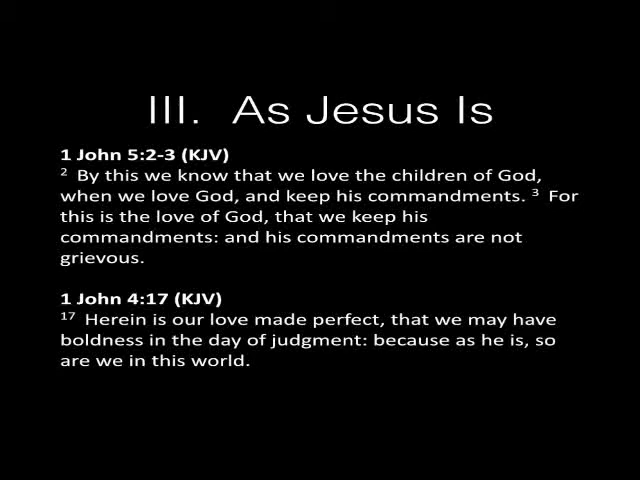 III. As Jesus Is
1 John 5:2-3 (KJV)
2 By this we know that we love the children of God,
when we love God, and keep his commandments. 3 For
this is the love of God, that we keep his
commandments: and his commandments are not
grievous.
1 John 4:17 (KJV)
17 Herein is our love made perfect, that we may have
boldness in the day of judgment: because as he is, so
are we in this world.